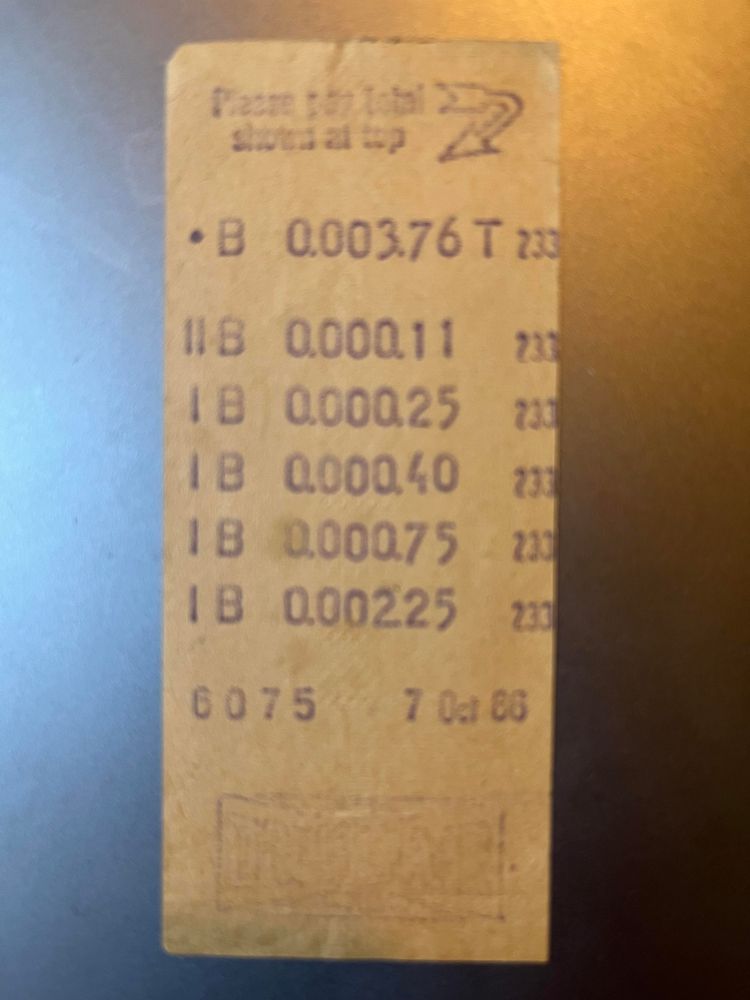 Please pay total
shown at top
• B 0.003.76 T 233
II B 0.000.11 233
I B 0.000.25 233
I B 0.000.40 233
I B 0.000.75 233
I B 0.002.25 233
6075 7 Oct 86